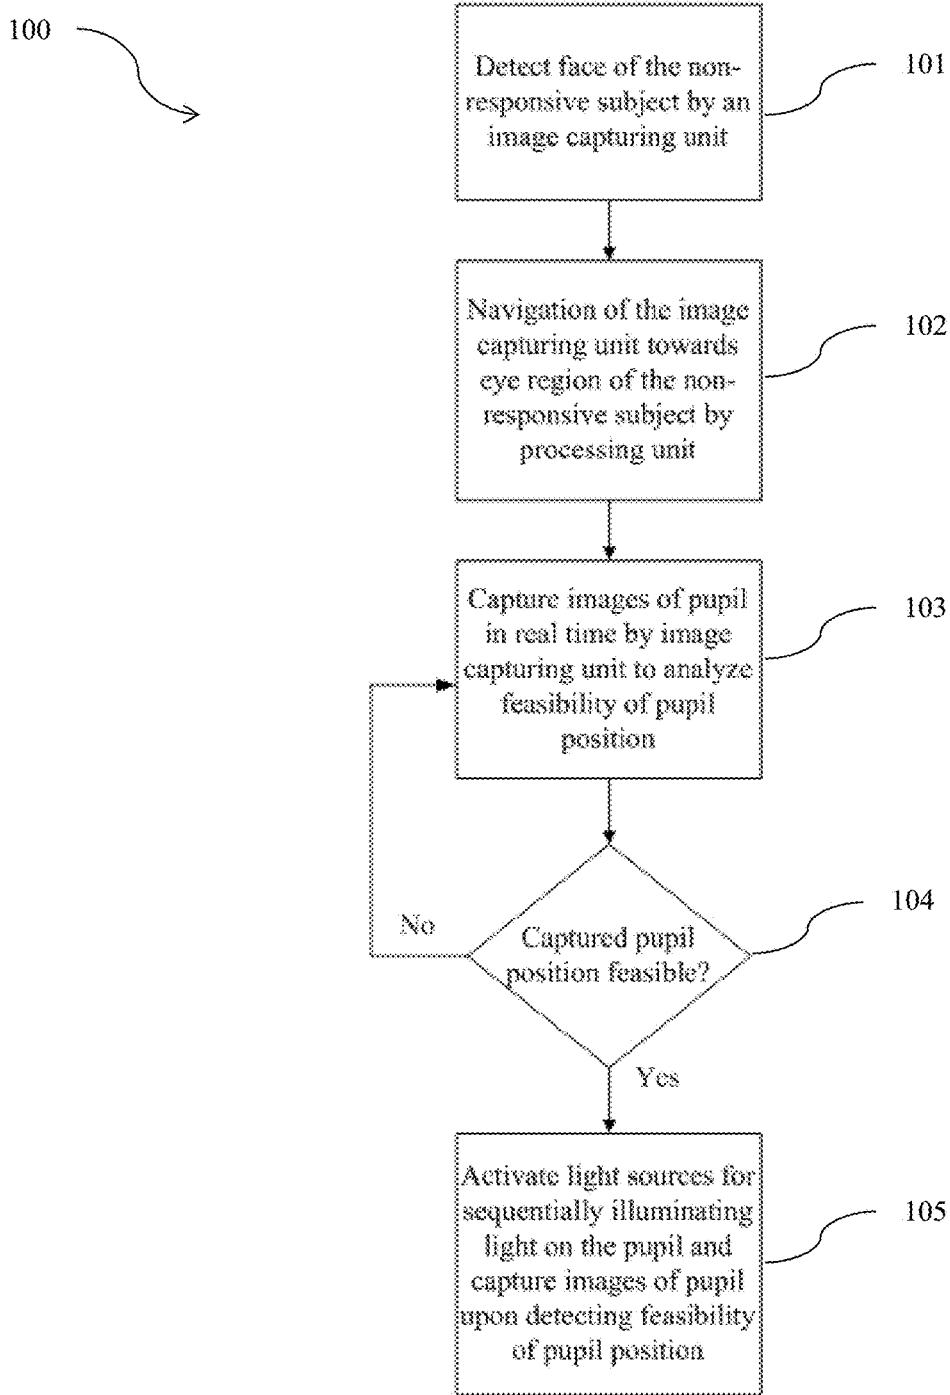 100
Detect face of the non-
responsive subject by an
image capturing unit
101
Navigation of the image
capturing unit towards
eye region of the non-
responsive subject by
processing unit
102
Capture images of pupil
in real time by image
capturing unit to analyze
feasibility of pupil
position
103
Captured pupil
position feasible?
104
No
Yes
Activate light sources for
sequentially illuminating
light on the pupil and
capture images of pupil
upon detecting feasibility
of pupil position
105